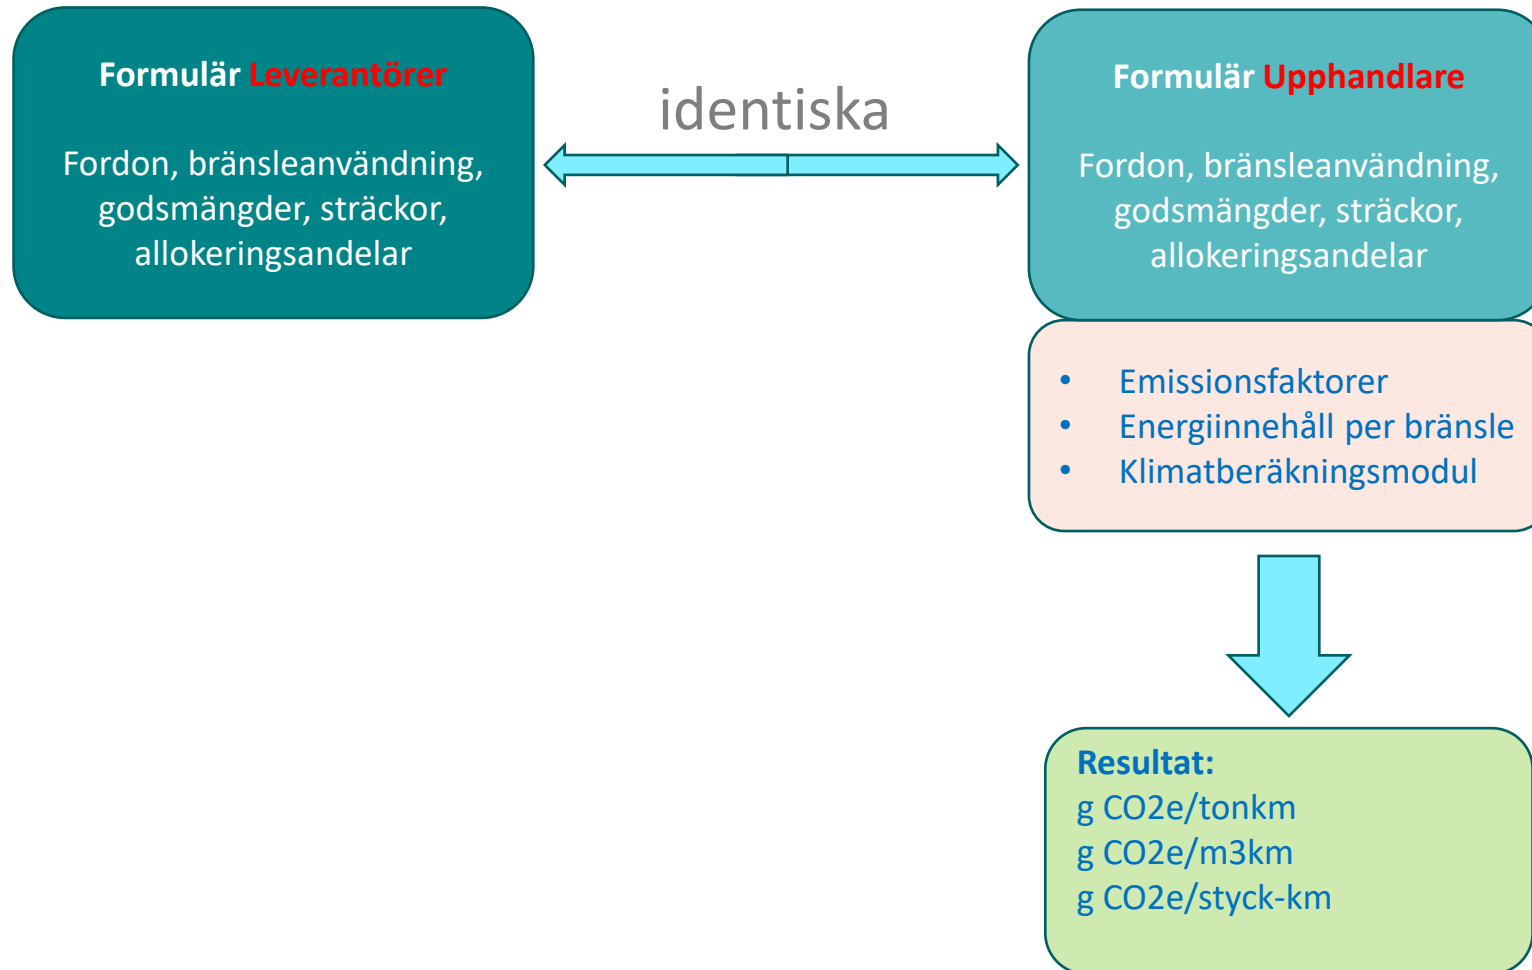 Formulär Leverantörer
Fordon, bränsleanvändning,
godsmängder, sträckor,
allokeringsandelar
identiska
Formulär Upphandlare
Fordon, bränsleanvändning,
godsmängder, sträckor,
allokeringsandelar
• Emissionsfaktorer
• Energiinnehåll per bränsle
• Klimatberäkningsmodul
Resultat:
g CO2e/tonkm
g CO2e/m3km
g CO2e/styck-km